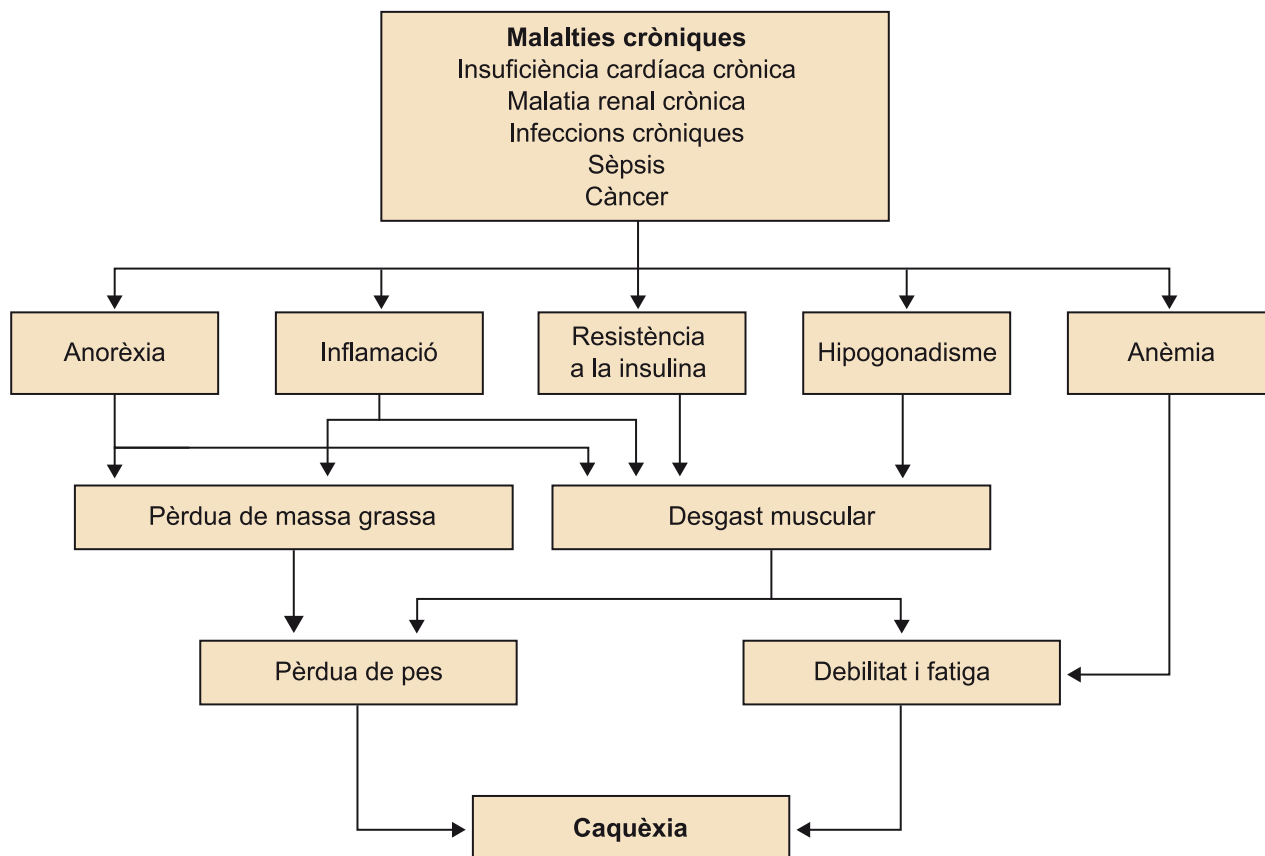 Malalties cròniques
Insuficiència cardíaca crònica
Malatia renal crònica
Infeccions cròniques
Sèpsis
Càncer
Anorèxia
Inflamació
Resistència
a la insulina
Hipogonadisme
Anèmia
Pèrdua de massa grassa
Desgast muscular
Pèrdua de pes
Debilitat i fatiga
Caquèxia